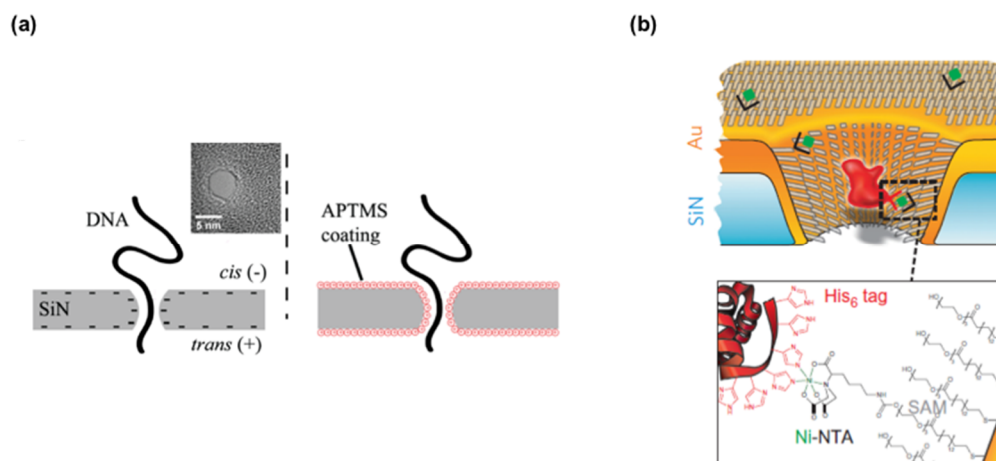 (a)
(b)
5 nm
DNA
APTMS
coating
cis (-)
SiN
trans (+)
Au
SiN
His6 tag
Ni-NTA
SAM